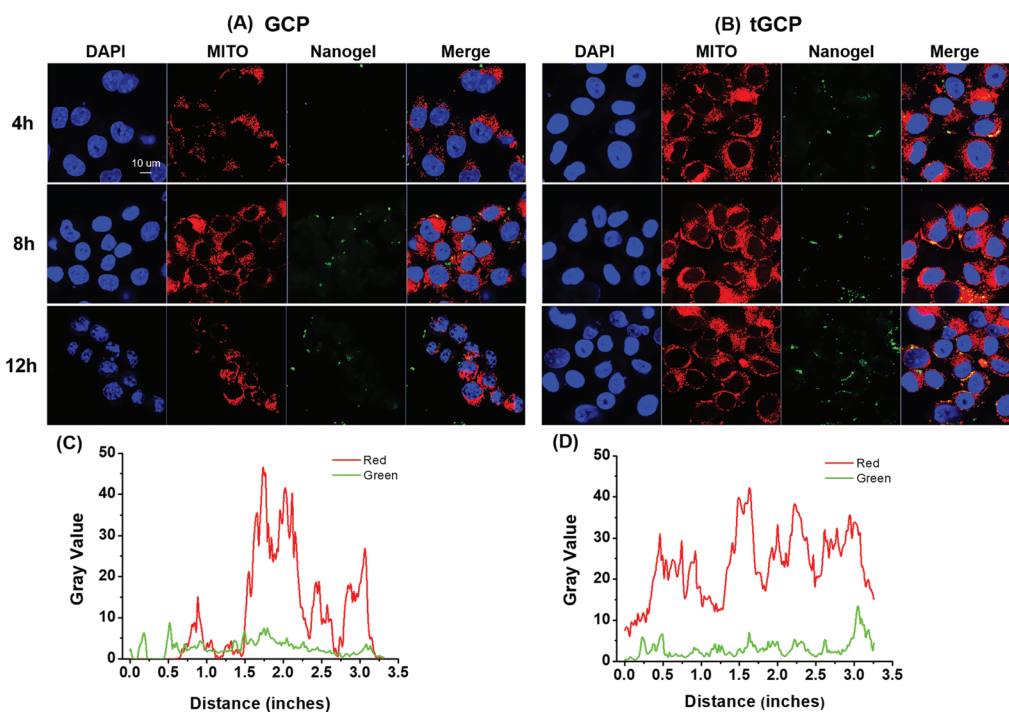 (A) GCP
(B) tGCP
DAPI MITO Nanogel Merge
DAPI MITO Nanogel Merge
4h
10 um
8h
12h
(C)
Red
Green
50
40
30
20
10
0
Gray Value
0.0 0.5 1.0 1.5 2.0 2.5 3.0 3.5
Distance (inches)
(D)
Red
Green
50
40
30
20
10
0
Gray Value
0.0 0.5 1.0 1.5 2.0 2.5 3.0 3.5
Distance (inches)